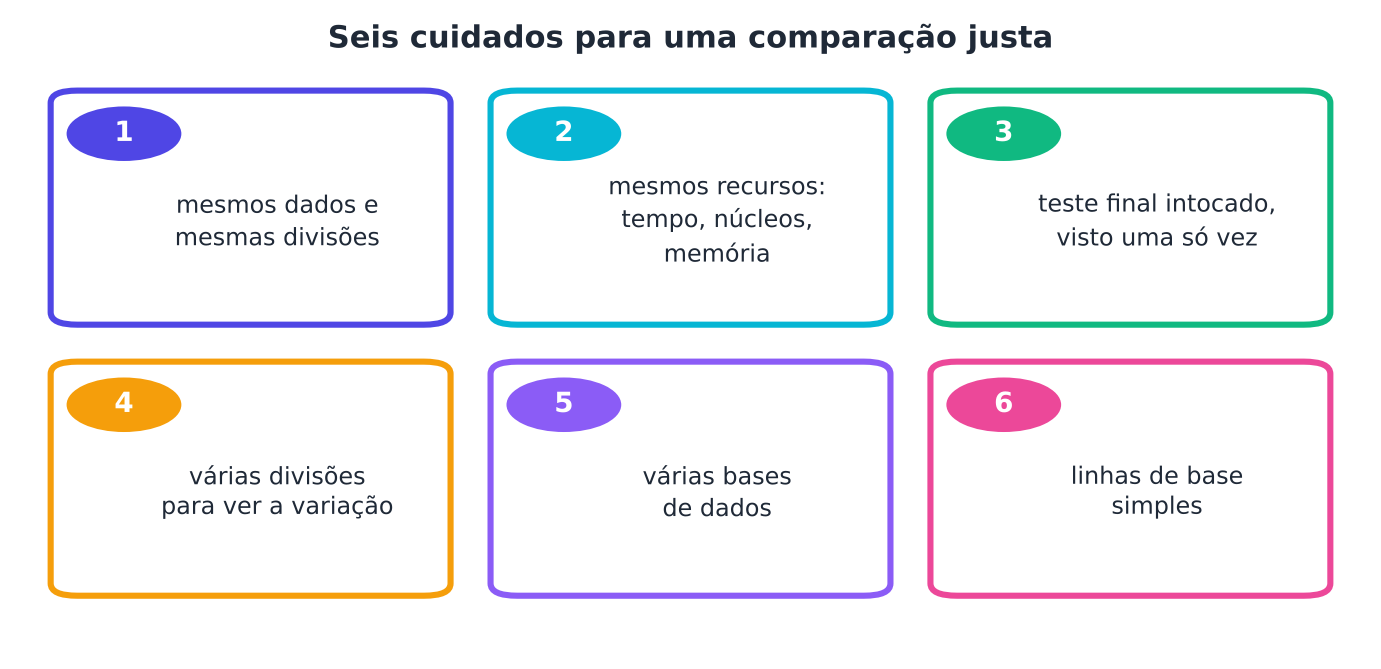 Seis cuidados para uma comparação justa
1
mesmos dados e
mesmas divisões
2
mesmos recursos:
tempo, núcleos,
memória
3
teste final intocado,
visto uma só vez
4
várias divisões
para ver a variação
5
várias bases
de dados
6
linhas de base
simples